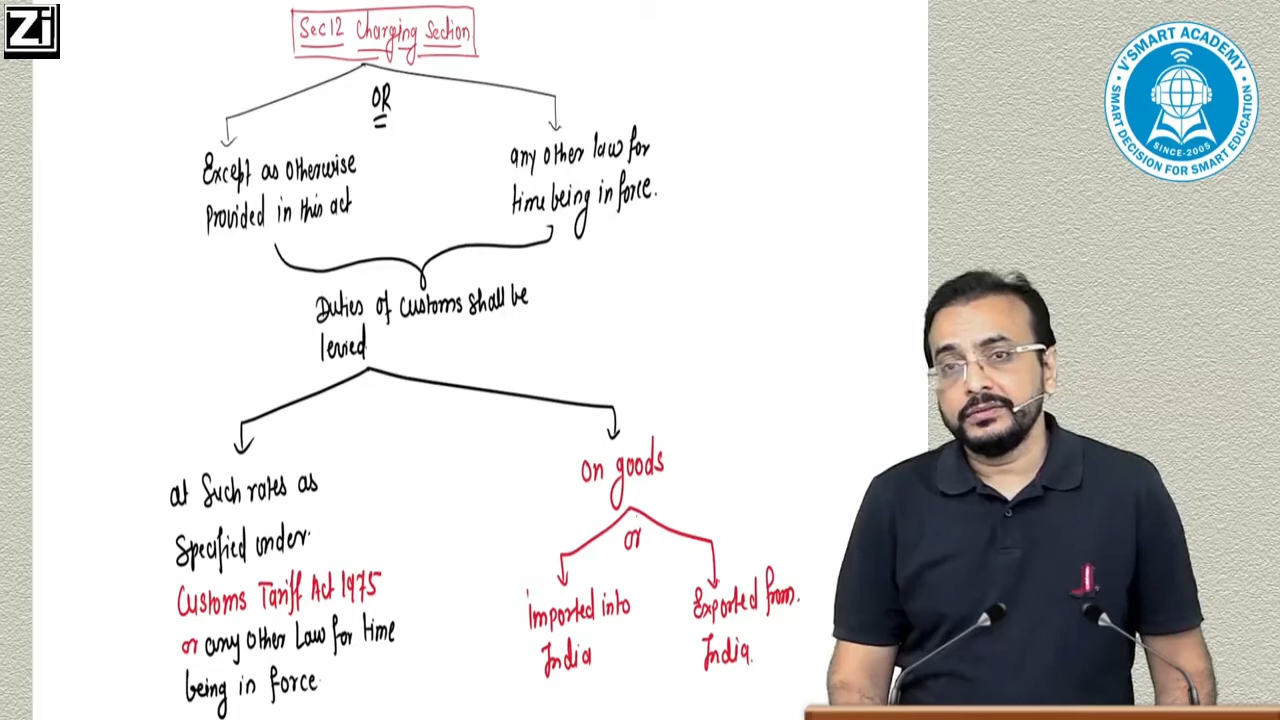 Zi
Sec12 Charging Section
OR
Except as otherwise
Provided in this act
any other law for
time being in force.
Duties of customs shall be
levied
at Such rates as
Specified under
Customs Tariff Act 1975
or any other Law for time
being in force
on goods
or
Imported into
India
Exported from.
India.
V'SMART ACADEMY
SINCE-2005
SMART DECISION FOR SMART EDUCATION